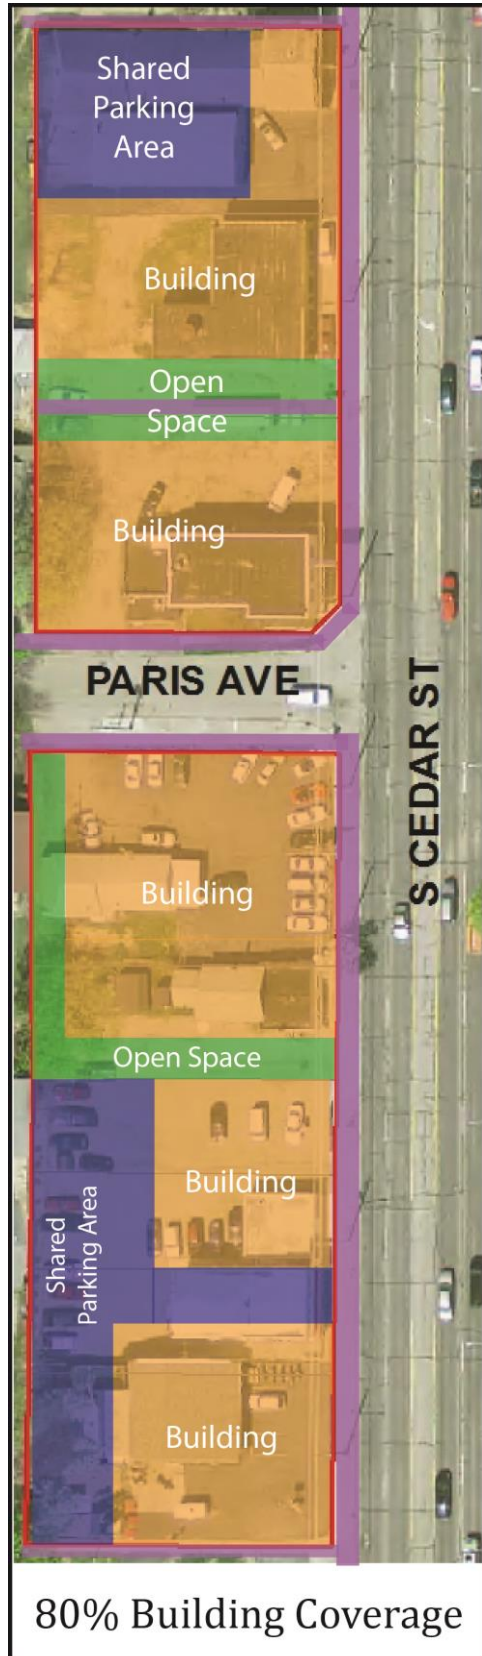 Shared
Parking
Area
Building
Open
Space
Building
PARIS AVE
S CEDAR ST
Building
Open Space
Building
Shared
Parking Area
Building
80% Building Coverage